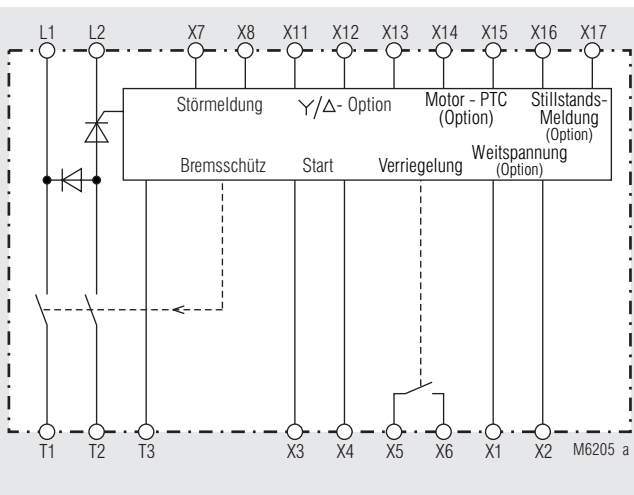 L1 L2 X7 X8 X11 X12 X13 X14 X15 X16 X17
Störmeldung
Y/Δ- Option
Motor - PTC
(Option)
Stillstands-
Meldung
(Option)
Bremsschütz
Start
Verriegelung
Weitspannung
(Option)
T1 T2 T3 X3 X4 X5 X6 X1 X2 M6205 a